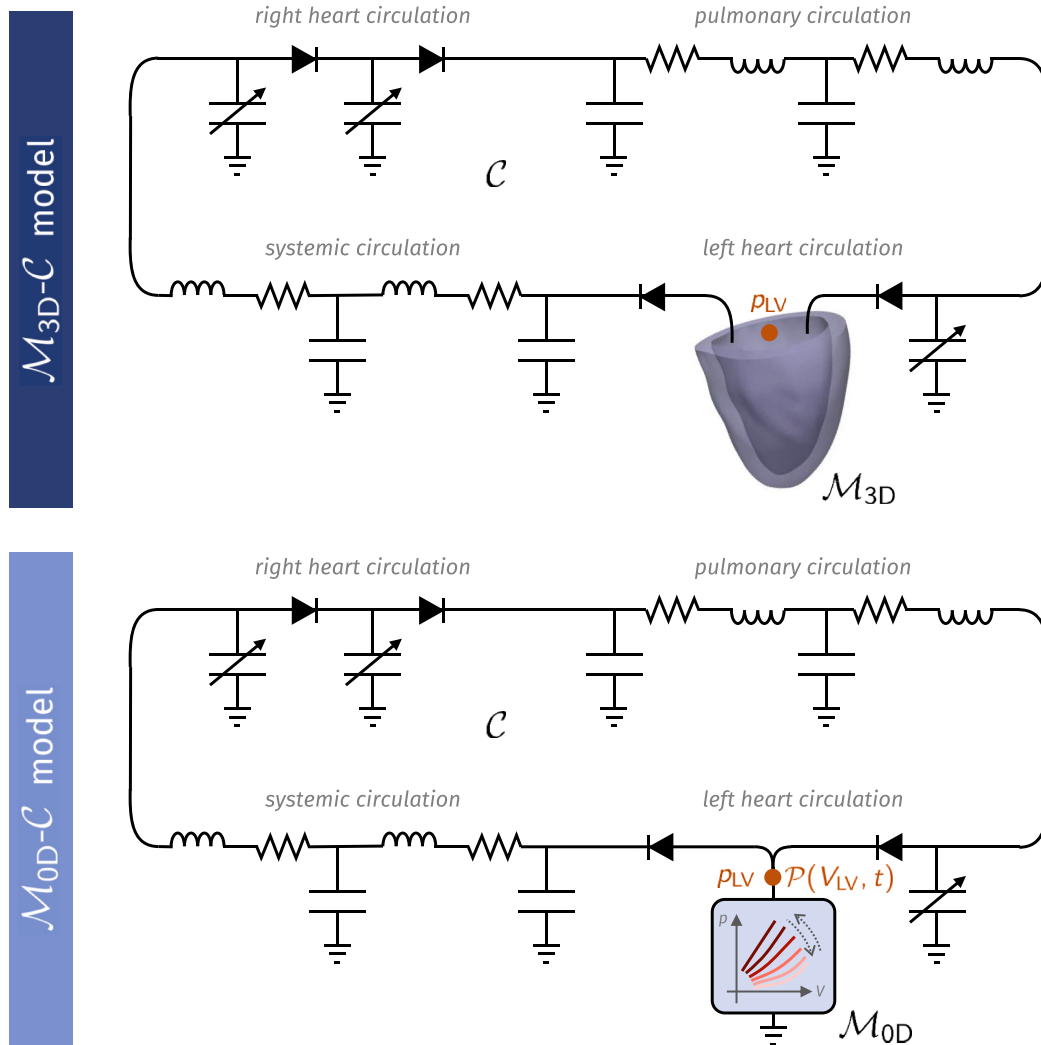 ℳ3D-𝒞 model
right heart circulation
pulmonary circulation
𝒞
systemic circulation
left heart circulation
pLV
ℳ3D
ℳ0D-𝒞 model
right heart circulation
pulmonary circulation
𝒞
systemic circulation
left heart circulation
pLV 𝒫(VLV, t)
p
V
ℳ0D